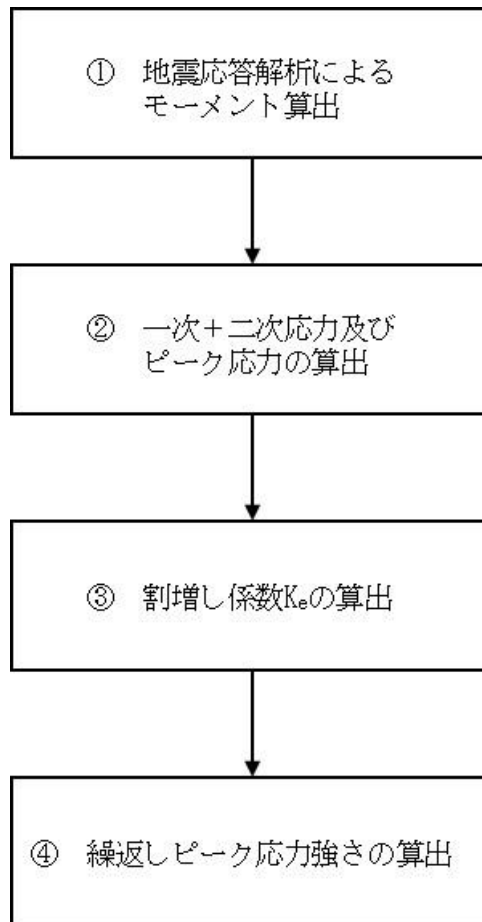 ① 地震応答解析による
モーメント算出
② 一次＋二次応力及び
ピーク応力の算出
③ 割増し係数Keの算出
④ 繰返しピーク応力強さの算出